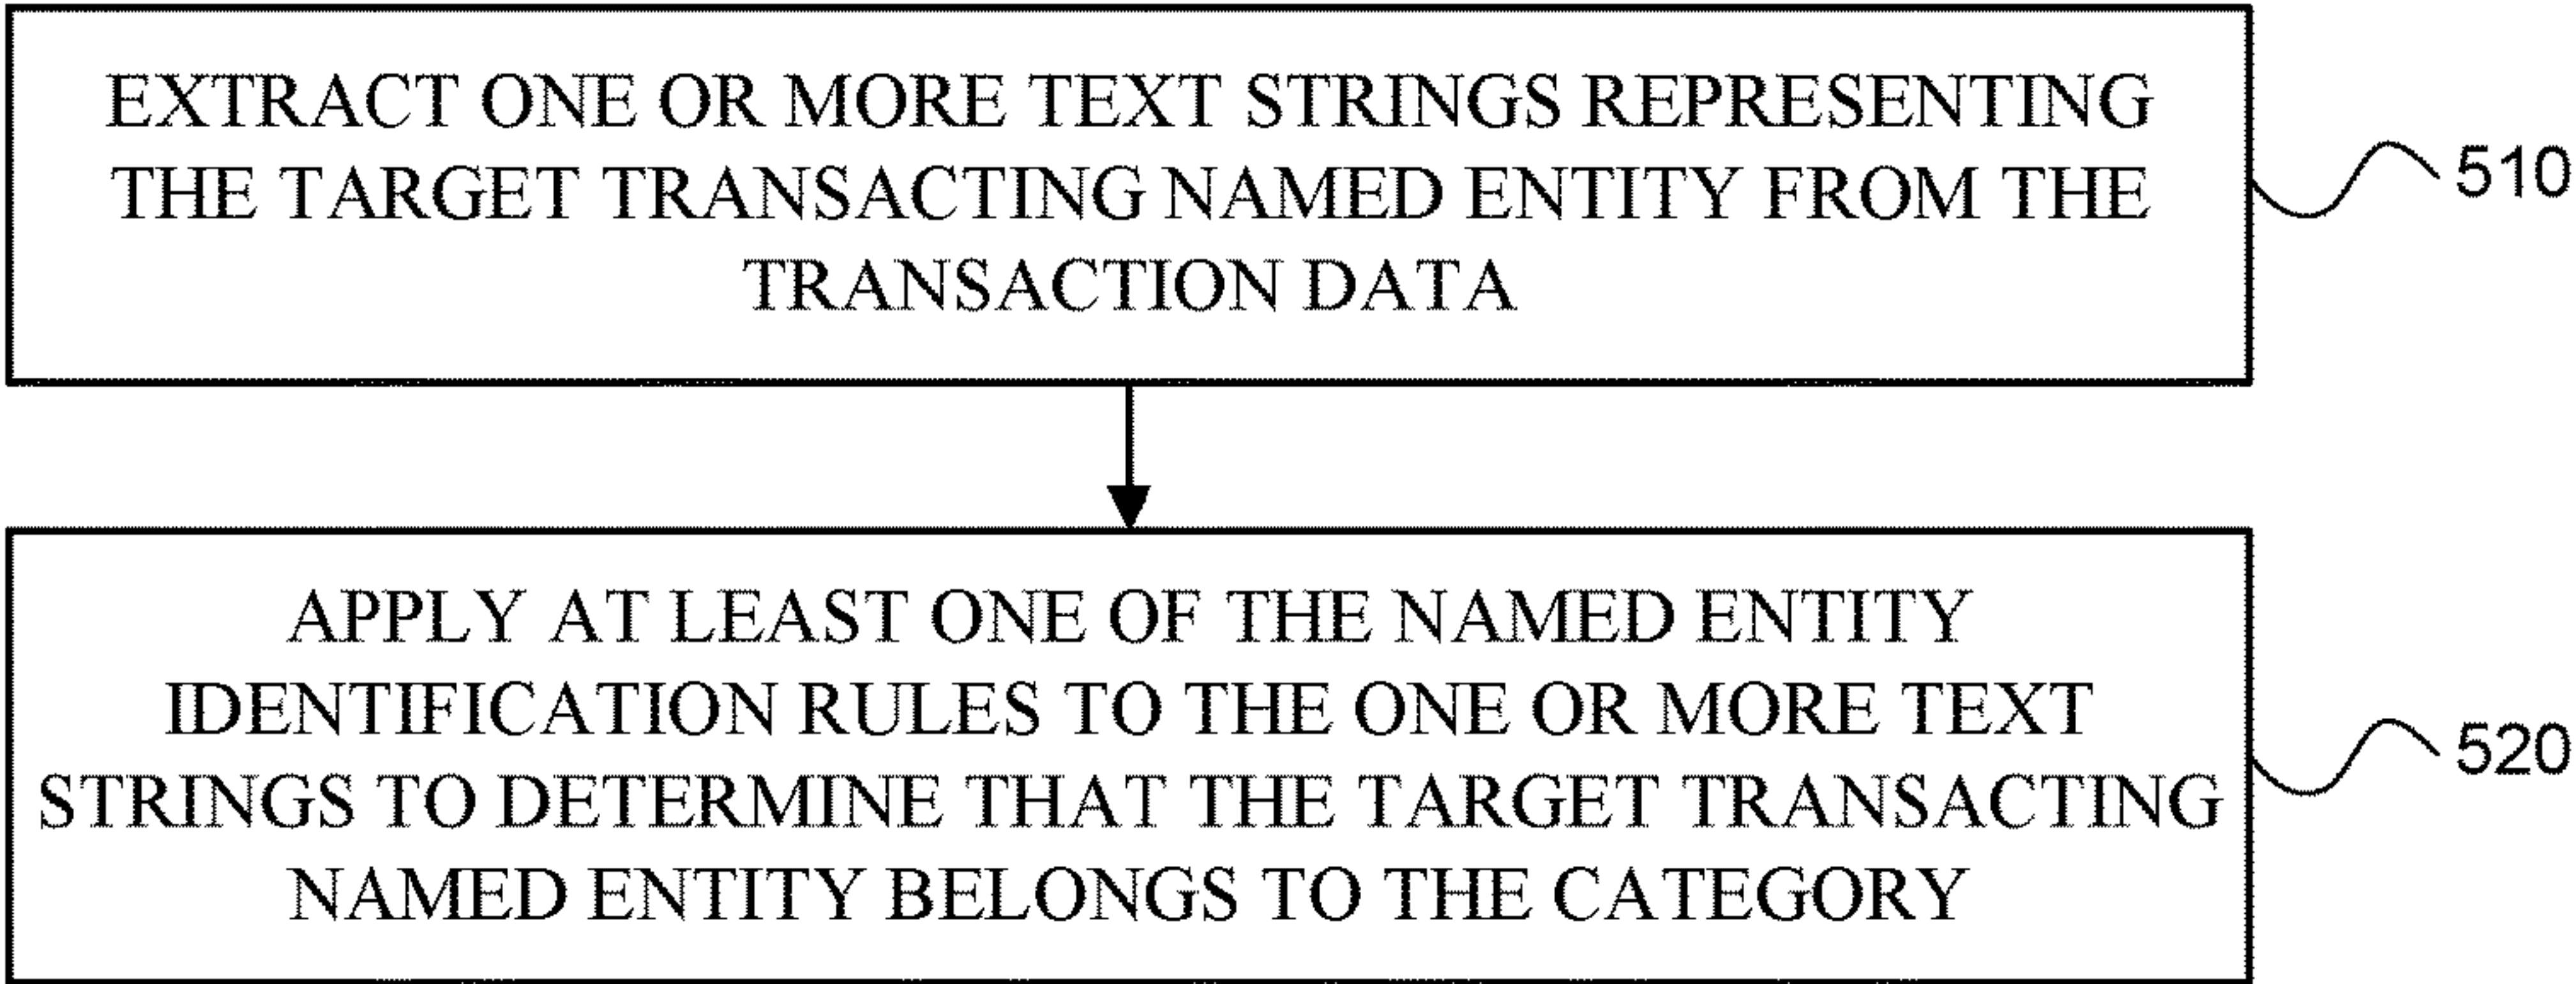 EXTRACT ONE OR MORE TEXT STRINGS REPRESENTING
THE TARGET TRANSACTING NAMED ENTITY FROM THE
TRANSACTION DATA
510
APPLY AT LEAST ONE OF THE NAMED ENTITY
IDENTIFICATION RULES TO THE ONE OR MORE TEXT
STRINGS TO DETERMINE THAT THE TARGET TRANSACTING
NAMED ENTITY BELONGS TO THE CATEGORY
520